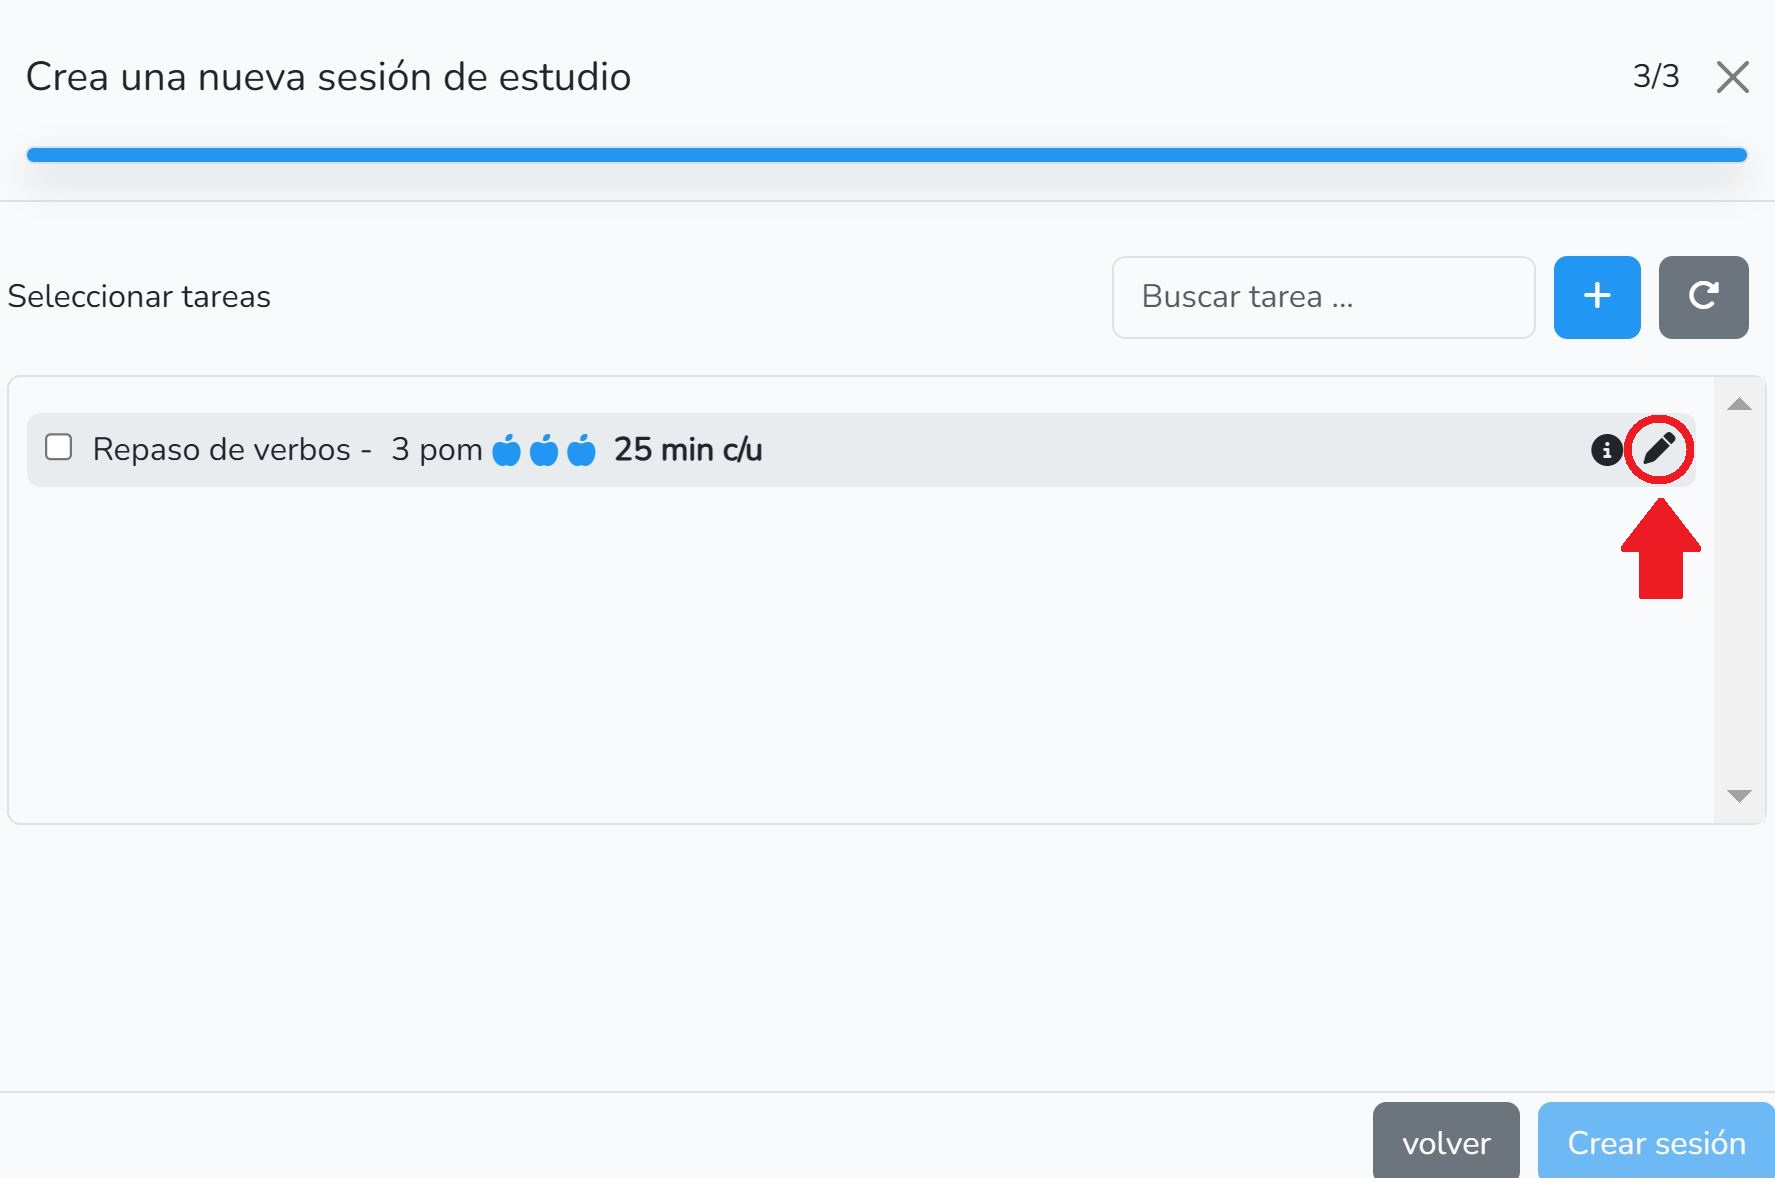 Crea una nueva sesión de estudio 3/3
Seleccionar tareas Buscar tarea ...
Repaso de verbos - 3 pom 25 min c/u
volver Crear sesión